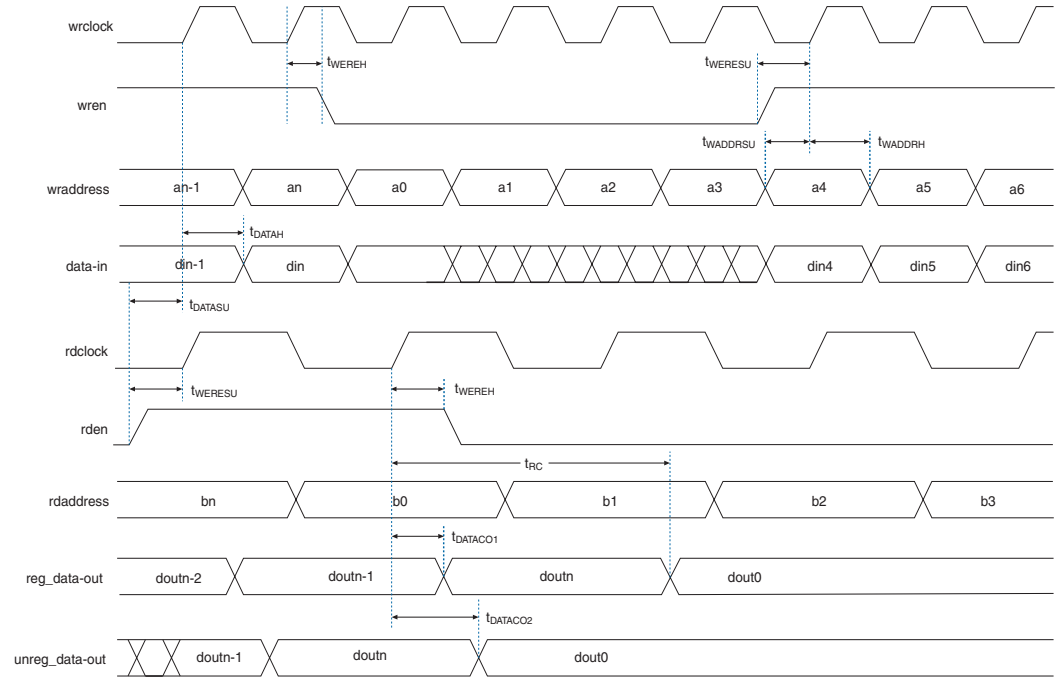 wrclock
tWEREH
tWERESU
wren
tWADDRSU
tWADDRH
wraddress
an-1 an a0 a1 a2 a3 a4 a5 a6
tDATAH
data-in
din-1 din din4 din5 din6
tDATASU
rdclock
tWERESU
tWEREH
rden
tRC
rdaddress
bn b0 b1 b2 b3
tDATACO1
reg_data-out
doutn-2 doutn-1 doutn dout0
tDATACO2
unreg_data-out
doutn-1 doutn dout0